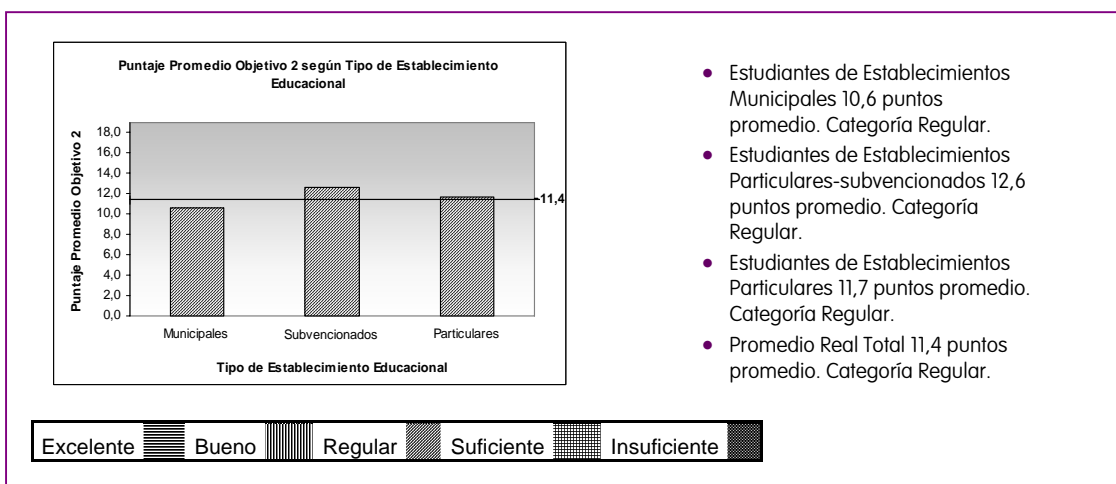 Puntaje Promedio Objetivo 2 según Tipo de Establecimiento
Educacional
Puntaje Promedio Objetivo 2
18,0
16,0
14,0
12,0
10,0
8,0
6,0
4,0
2,0
0,0
11,4
Municipales
Subvencionados
Particulares
Tipo de Establecimiento Educacional
• Estudiantes de Establecimientos
Municipales 10,6 puntos
promedio. Categoría Regular.
• Estudiantes de Establecimientos
Particulares-subvencionados 12,6
puntos promedio. Categoría
Regular.
• Estudiantes de Establecimientos
Particulares 11,7 puntos promedio.
Categoría Regular.
• Promedio Real Total 11,4 puntos
promedio. Categoría Regular.
Excelente Bueno Regular Suficiente Insuficiente